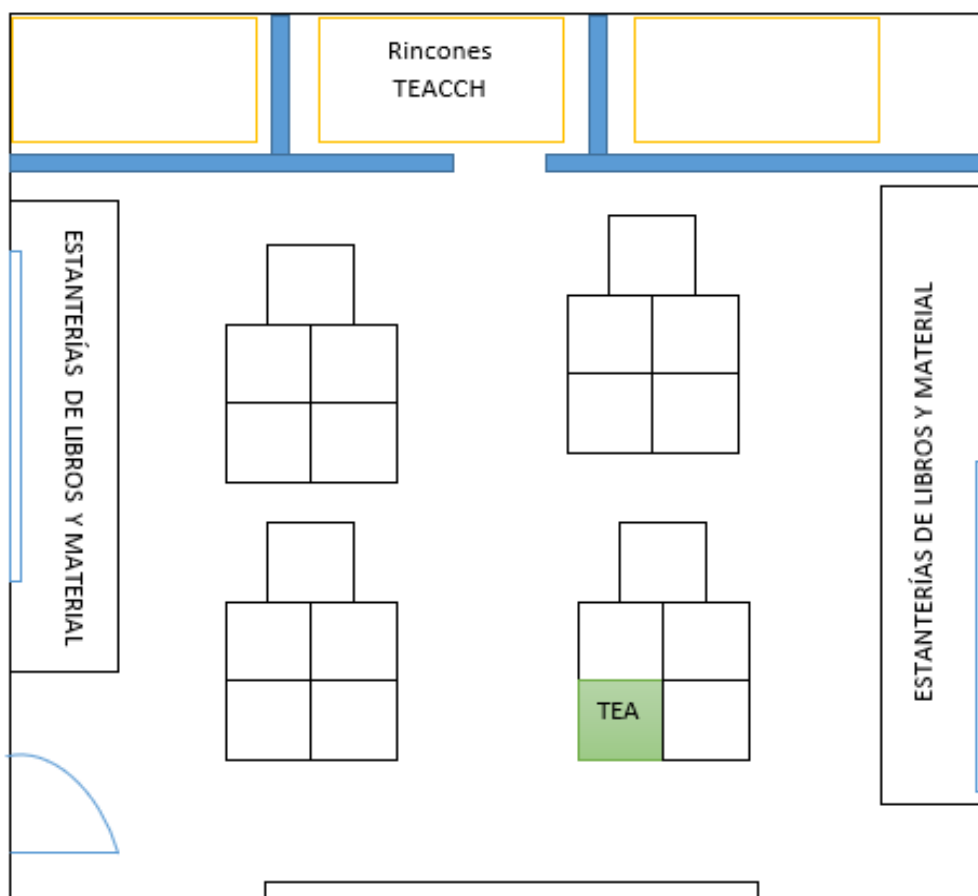 Rincones
TEACCH
ESTANTERÍAS DE LIBROS Y MATERIAL
ESTANTERÍAS DE LIBROS Y MATERIAL
TEA